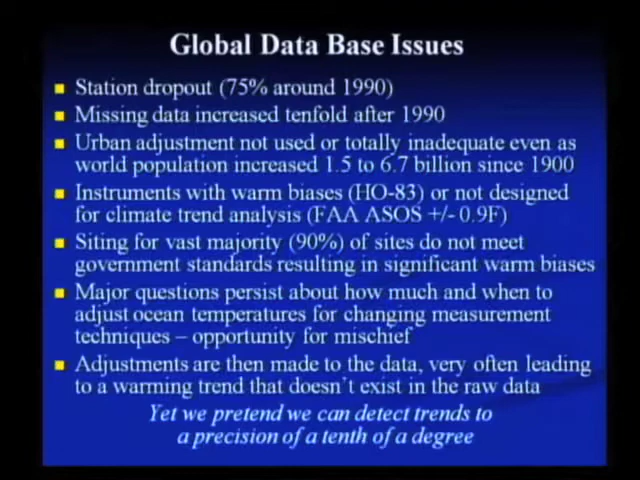 Global Data Base Issues
Station dropout (75% around 1990)
Missing data increased tenfold after 1990
Urban adjustment not used or totally inadequate even as
world population increased 1.5 to 6.7 billion since 1900
Instruments with warm biases (HO-83) or not designed
for climate trend analysis (FAA ASOS +/- 0.9F)
Siting for vast majority (90%) of sites do not meet
government standards resulting in significant warm biases
Major questions persist about how much and when to
adjust ocean temperatures for changing measurement
techniques – opportunity for mischief
Adjustments are then made to the data, very often leading
to a warming trend that doesn't exist in the raw data
Yet we pretend we can detect trends to
a precision of a tenth of a degree